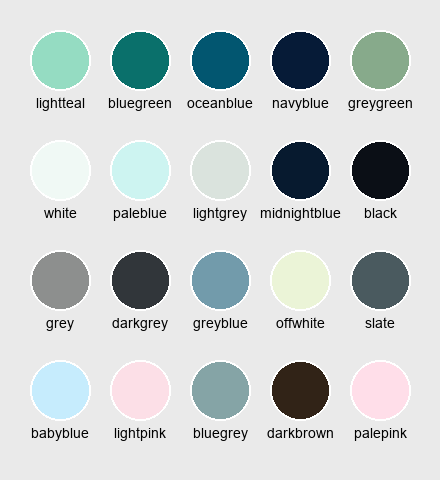 lightteal bluegreen oceanblue navyblue greygreen
white paleblue lightgrey midnightblue black
grey darkgrey greyblue offwhite slate
babyblue lightpink bluegrey darkbrown palepink